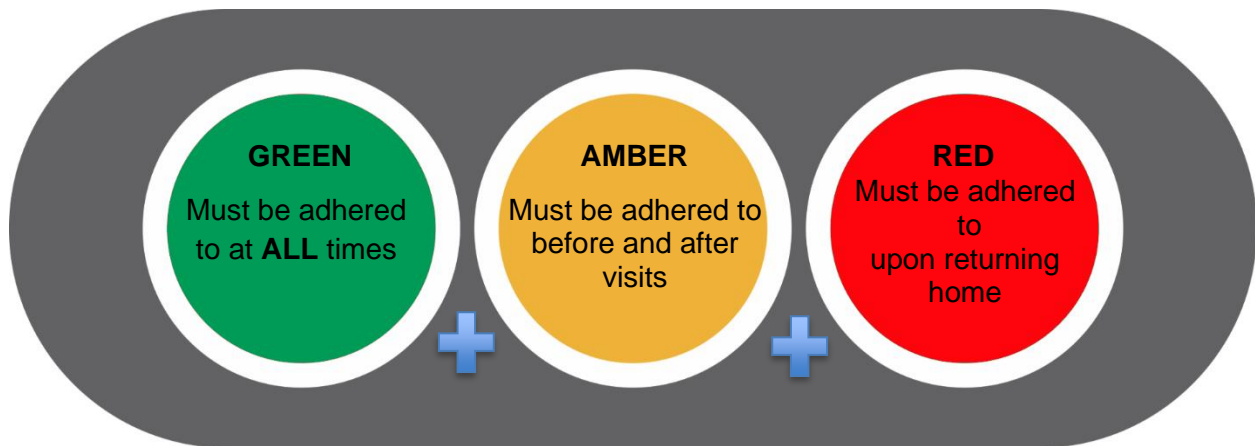 GREEN
Must be adhered
to at ALL times
AMBER
Must be adhered to
before and after
visits
RED
Must be adhered
to
upon returning
home